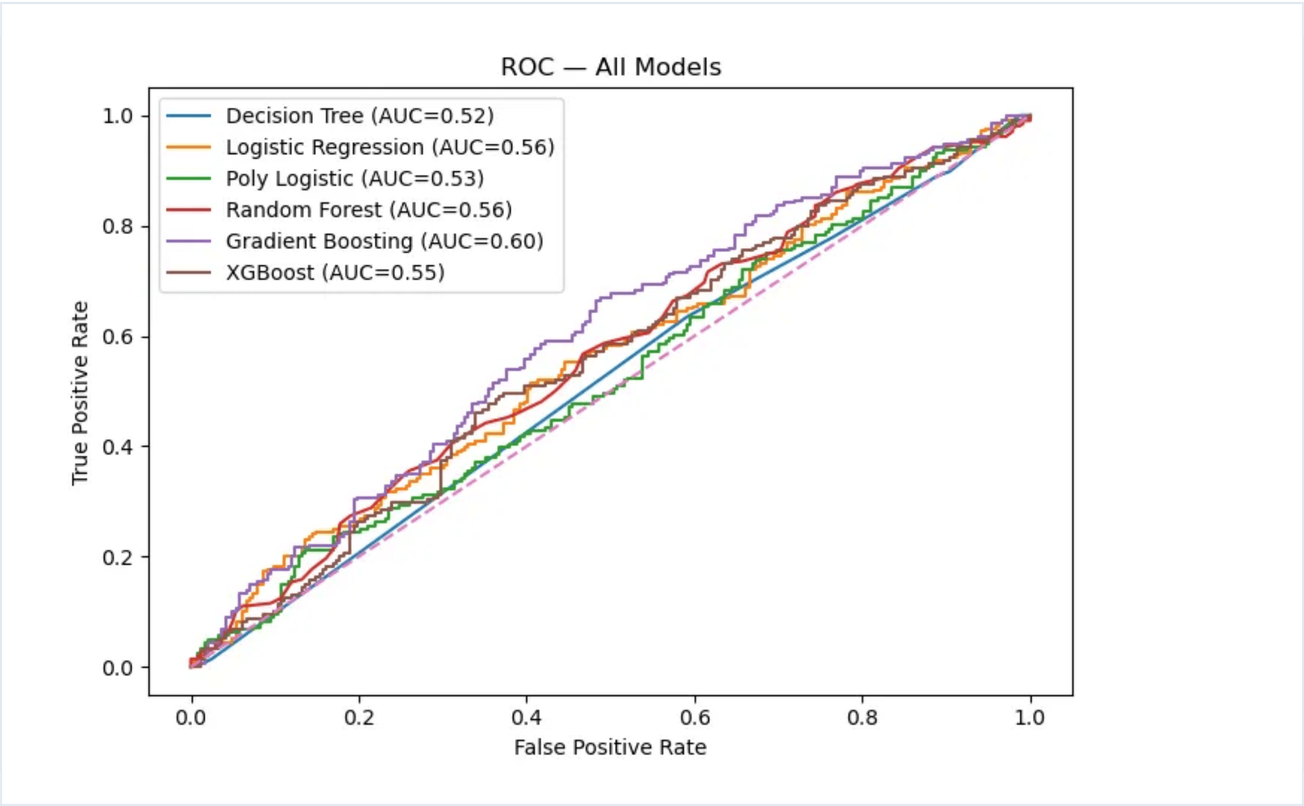 ROC — All Models
Decision Tree (AUC=0.52)
Logistic Regression (AUC=0.56)
Poly Logistic (AUC=0.53)
Random Forest (AUC=0.56)
Gradient Boosting (AUC=0.60)
XGBoost (AUC=0.55)
True Positive Rate
1.0
0.8
0.6
0.4
0.2
0.0
0.0 0.2 0.4 0.6 0.8 1.0
False Positive Rate